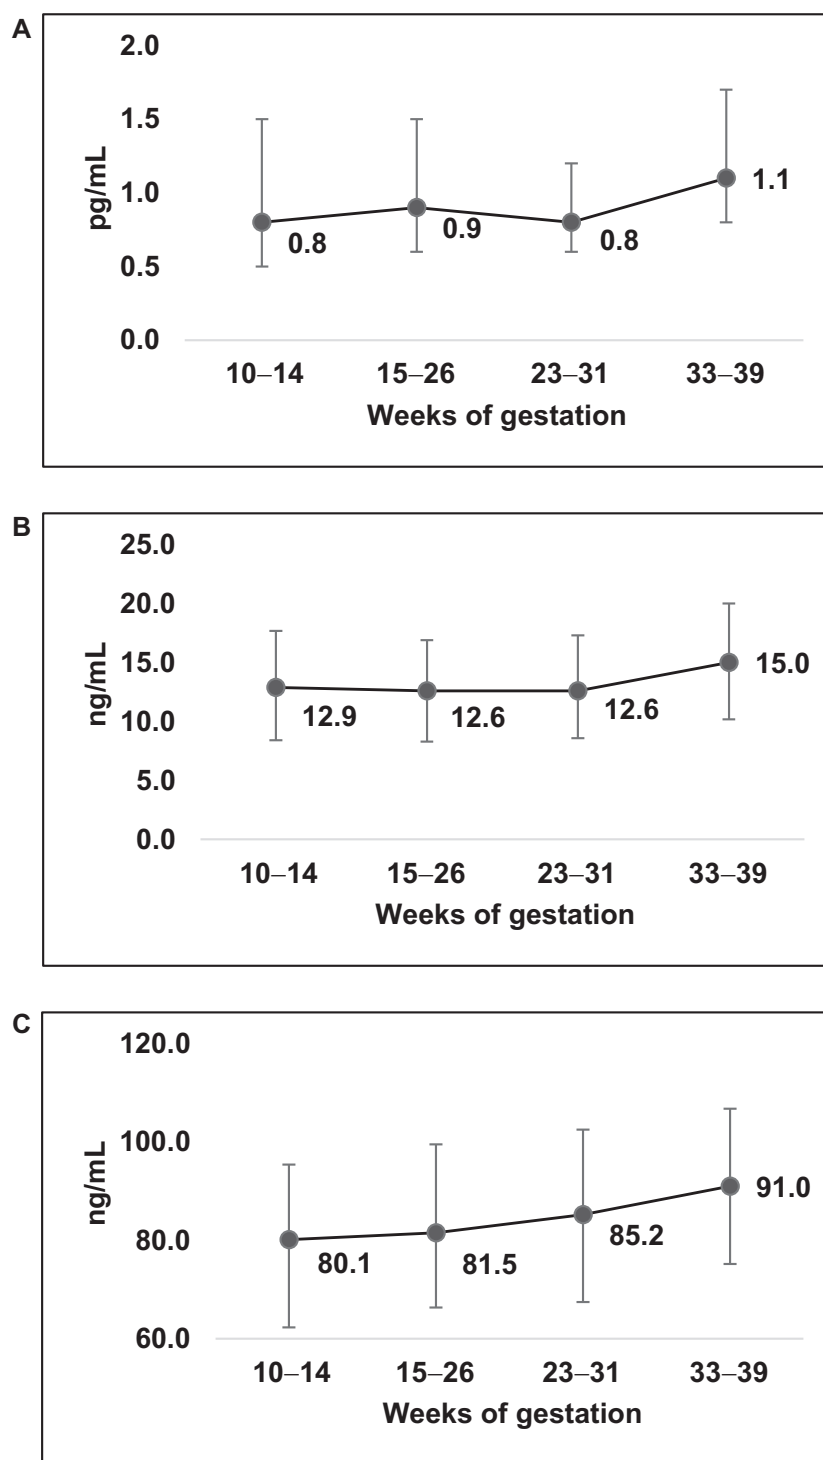 A
2.0
1.5
1.0
0.5
0.0
pg/mL
0.8
0.9
0.8
1.1
10–14 15–26 23–31 33–39
Weeks of gestation
B
25.0
20.0
15.0
10.0
5.0
0.0
ng/mL
12.9
12.6
12.6
15.0
10–14 15–26 23–31 33–39
Weeks of gestation
C
120.0
100.0
80.0
60.0
ng/mL
80.1
81.5
85.2
91.0
10–14 15–26 23–31 33–39
Weeks of gestation